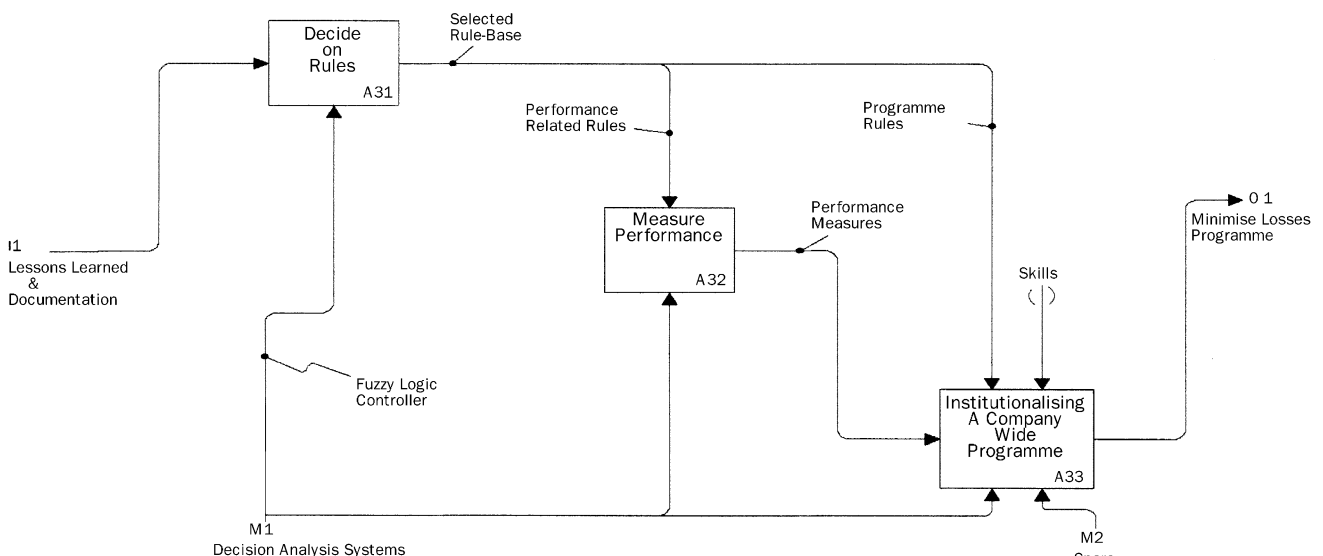 Decide
on
Rules
A31
Selected
Rule-Base
Performance
Related Rules
Programme
Rules
Measure
Performance
A32
Performance
Measures
O 1
Minimise Losses
Programme
I1
Lessons Learned
&
Documentation
Skills
Fuzzy Logic
Controller
Institutionalising
A Company
Wide
Programme
A33
M1
Decision Analysis Systems
M2